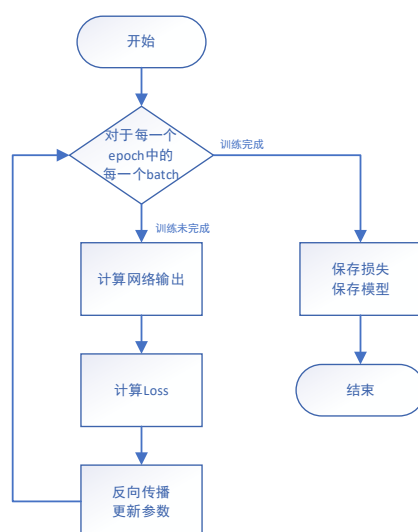 开始
对于每一个
epoch中的
每一个batch
训练完成
训练未完成
计算网络输出
保存损失
保存模型
计算Loss
结束
反向传播
更新参数